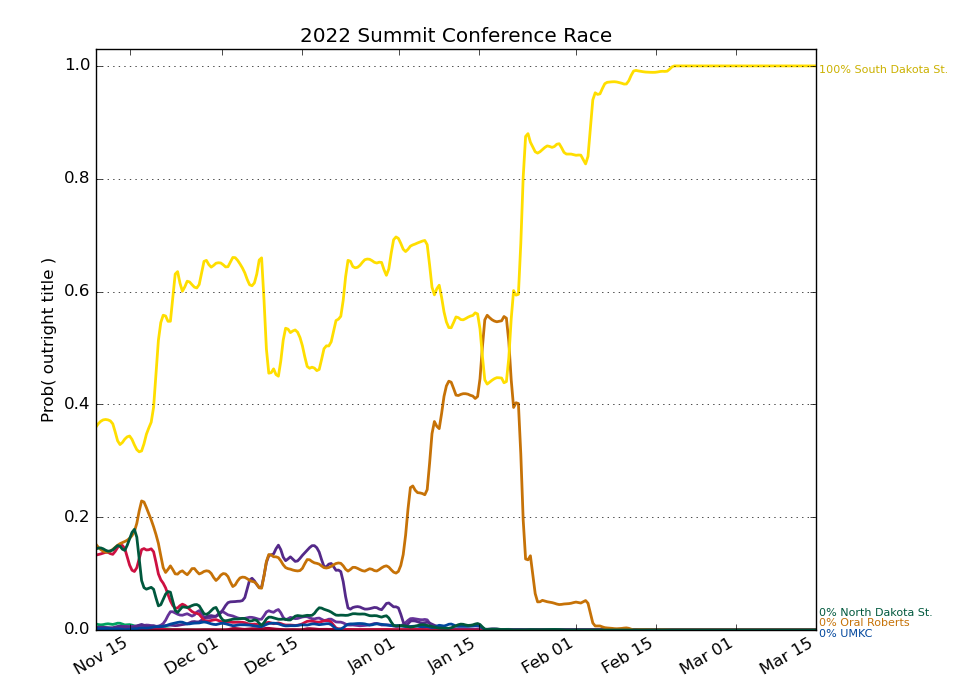 2022 Summit Conference Race
Prob( outright title )
1.0
0.8
0.6
0.4
0.2
0.0
100% South Dakota St.
0% North Dakota St.
0% Oral Roberts
0% UMKC
Nov 15
Dec 01
Dec 15
Jan 01
Jan 15
Feb 01
Feb 15
Mar 01
Mar 15